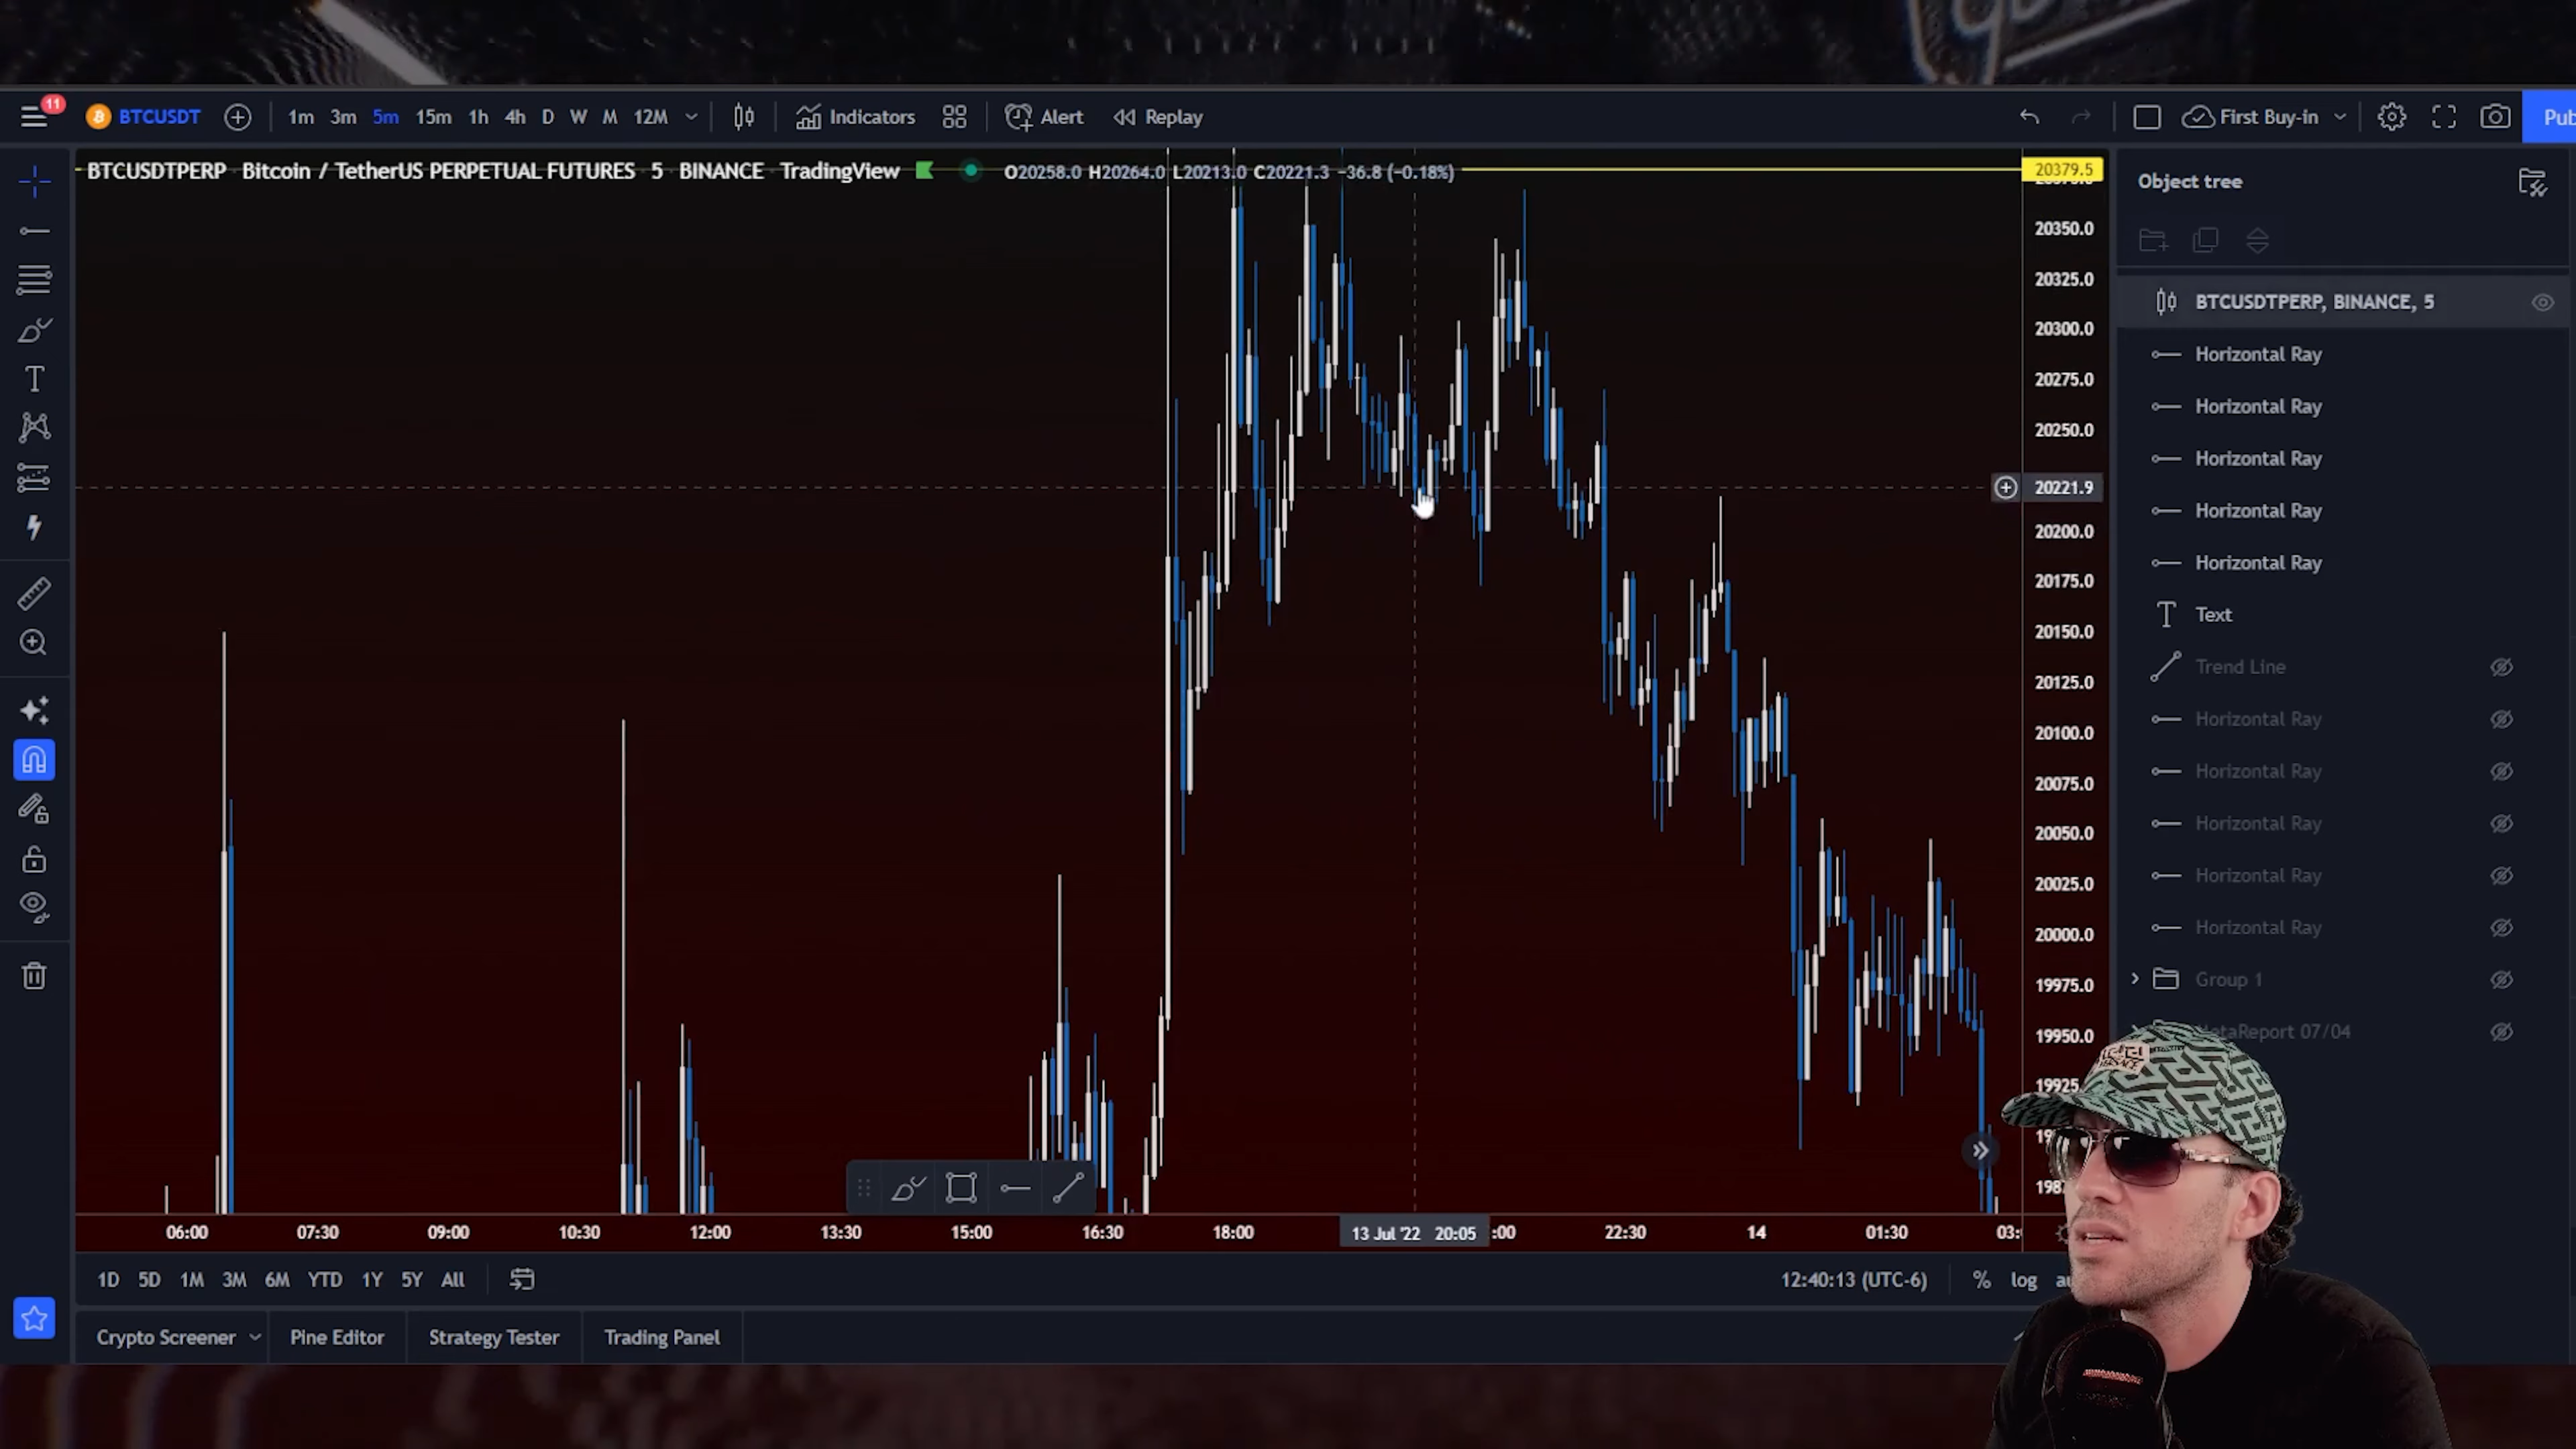 11
BTCUSDT 1m 3m 5m 15m 1h 4h D W M 12M Indicators Alert Replay First Buy-in Pub
BTCUSDTPERP Bitcoin / TetherUS PERPETUAL FUTURES 5 BINANCE TradingView O20258.0 H20264.0 L20213.0 C20221.3 −36.8 (−0.18%)
20379.5
20350.0
20325.0
20300.0
20275.0
20250.0
20221.9
20200.0
20175.0
20150.0
20125.0
20100.0
20075.0
20050.0
20025.0
20000.0
19975.0
19950.0
19925
Object tree
BTCUSDTPERP, BINANCE, 5
Horizontal Ray
Horizontal Ray
Horizontal Ray
Horizontal Ray
Horizontal Ray
Text
Trend Line
Horizontal Ray
Horizontal Ray
Horizontal Ray
Horizontal Ray
Horizontal Ray
Group 1
taReport 07/04
06:00 07:30 09:00 10:30 12:00 13:30 15:00 16:30 18:00 13 Jul '22 20:05 :00 22:30 14 01:30 03:
1D 5D 1M 3M 6M YTD 1Y 5Y All 12:40:13 (UTC-6) % log au
Crypto Screener Pine Editor Strategy Tester Trading Panel